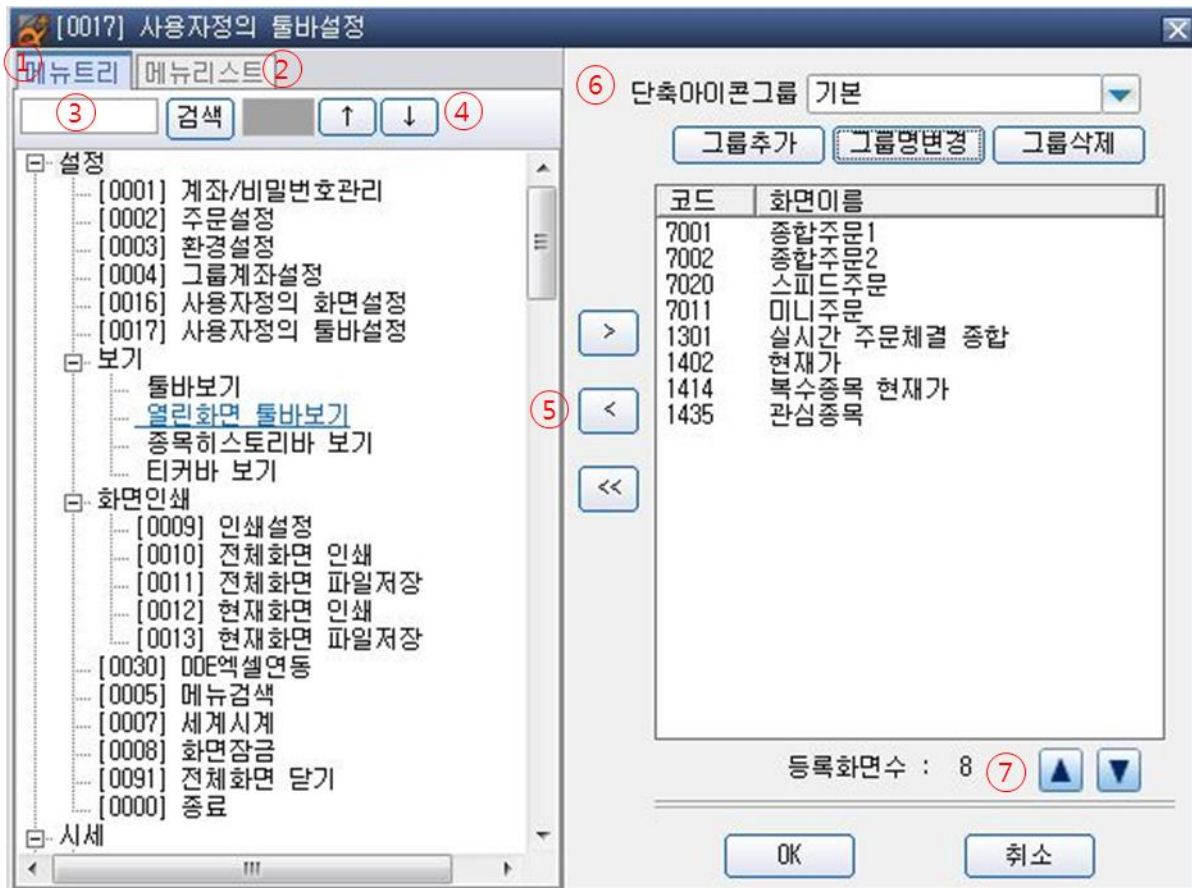 [0017] 사용자정의 툴바설정
① 메뉴트리 메뉴리스트 ②
③ 검색 ↑ ↓ ④
설정
[0001] 계좌/비밀번호관리
[0002] 주문설정
[0003] 환경설정
[0004] 그룹계좌설정
[0016] 사용자정의 화면설정
[0017] 사용자정의 툴바설정
보기
툴바보기
열린화면 툴바보기
종목히스토리바 보기
티커바 보기
화면인쇄
[0009] 인쇄설정
[0010] 전체화면 인쇄
[0011] 전체화면 파일저장
[0012] 현재화면 인쇄
[0013] 현재화면 파일저장
[0030] DDE엑셀연동
[0005] 메뉴검색
[0007] 세계시계
[0008] 화면잠금
[0091] 전체화면 닫기
[0000] 종료
시세
>
⑤ <
<<
⑥ 단축아이콘그룹 기본
그룹추가 그룹명변경 그룹삭제
코드 화면이름
7001 종합주문1
7002 종합주문2
7020 스피드주문
7011 미니주문
1301 실시간 주문체결 종합
1402 현재가
1414 복수종목 현재가
1435 관심종목
등록화면수 : 8 ⑦ ▲ ▼
OK 취소